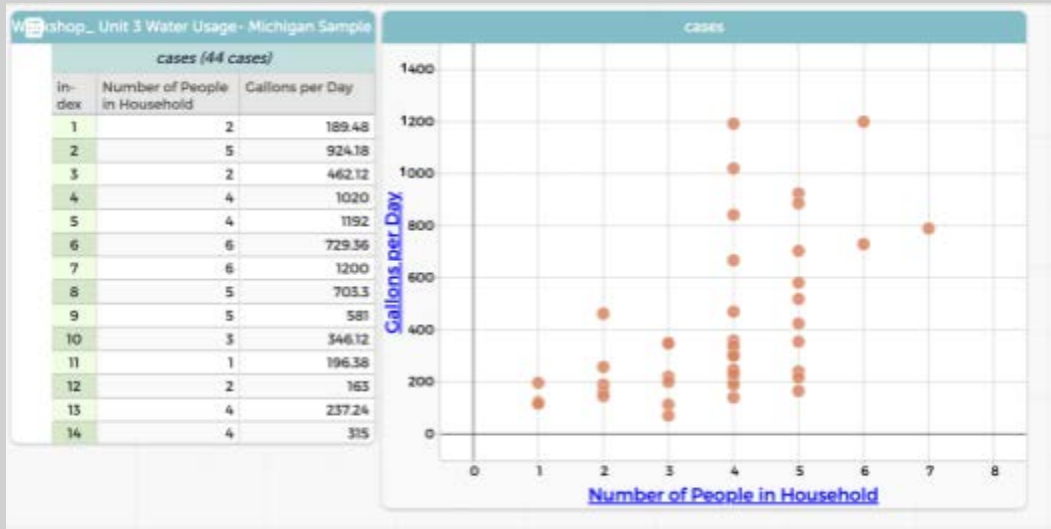 Workshop_ Unit 3 Water Usage- Michigan Sample
cases (44 cases)
in-
dex
Number of People
in Household
Gallons per Day
1 2 189.48
2 5 924.18
3 2 462.12
4 4 1020
5 4 1192
6 6 729.36
7 6 1200
8 5 703.3
9 5 581
10 3 346.12
11 1 196.38
12 2 163
13 4 237.24
14 4 315
cases
1400
1200
1000
800
600
400
200
0
Gallons per Day
0 1 2 3 4 5 6 7 8
Number of People in Household